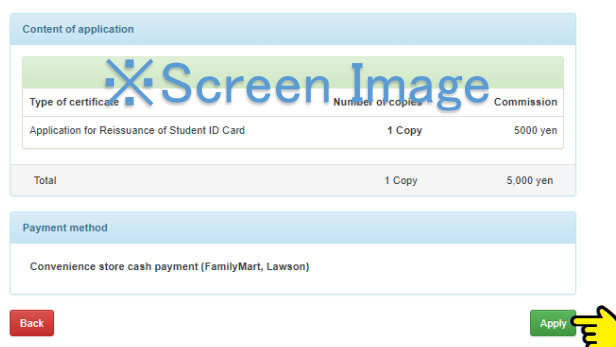 Content of application
※Screen Image
Type of certificate Number of copies Commission
Application for Reissuance of Student ID Card 1 Copy 5000 yen
Total 1 Copy 5,000 yen
Payment method
Convenience store cash payment (FamilyMart, Lawson)
Back Apply